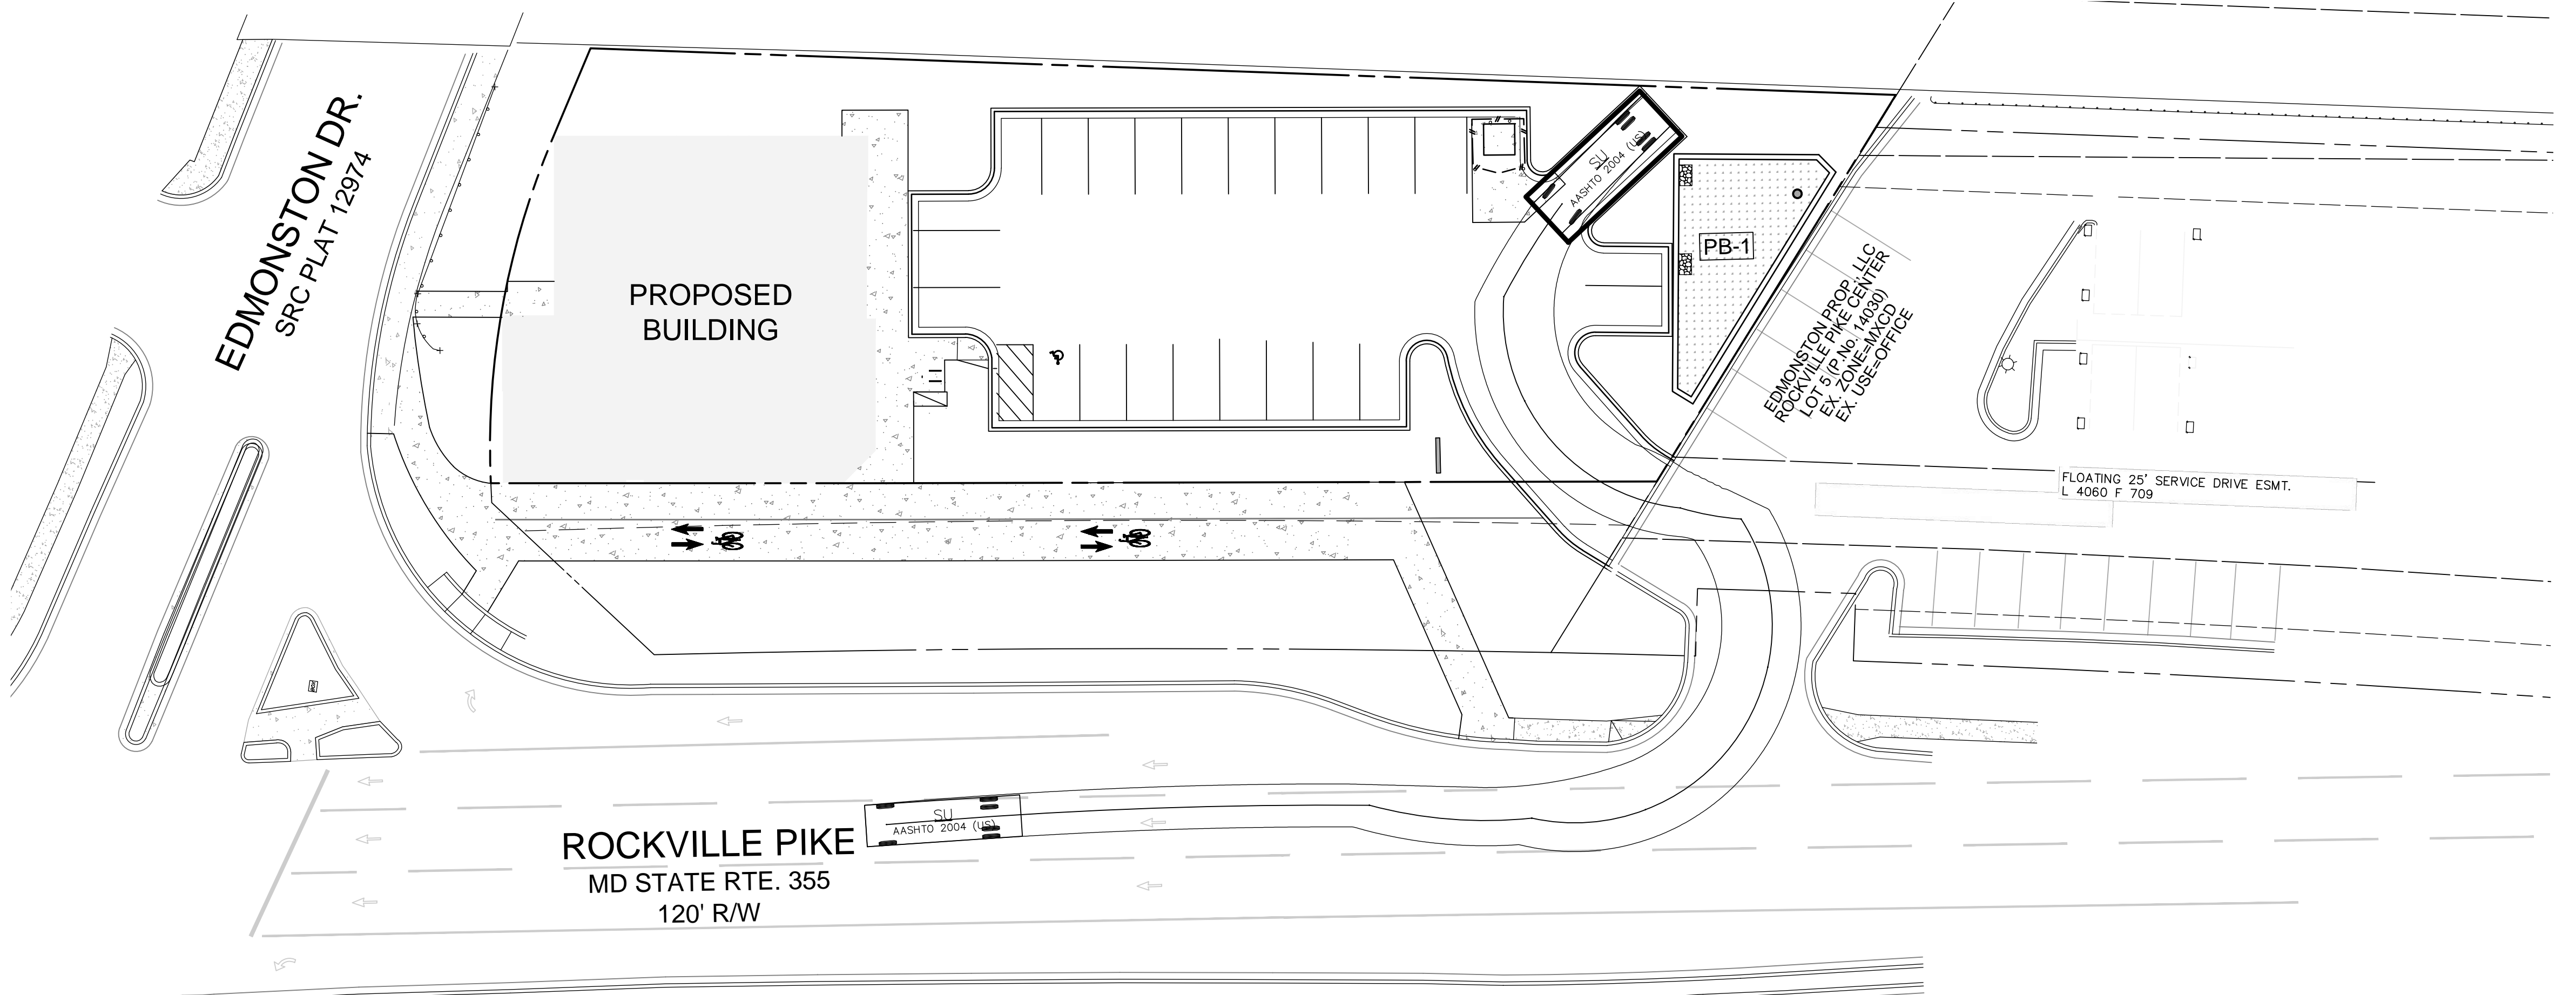 EDMONSTON DR.
SRC PLAT 12974
PROPOSED
BUILDING
SU
AASHTO 2004 (US)
PB-1
EDMONSTON PROP., LLC
ROCKVILLE PIKE CENTER
LOT 5 (P.No. 14030)
EX. ZONE=MXCD
EX. USE=OFFICE
FLOATING 25' SERVICE DRIVE ESMT.
L 4060 F 709
SU
AASHTO 2004 (US)
ROCKVILLE PIKE
MD STATE RTE. 355
120' R/W